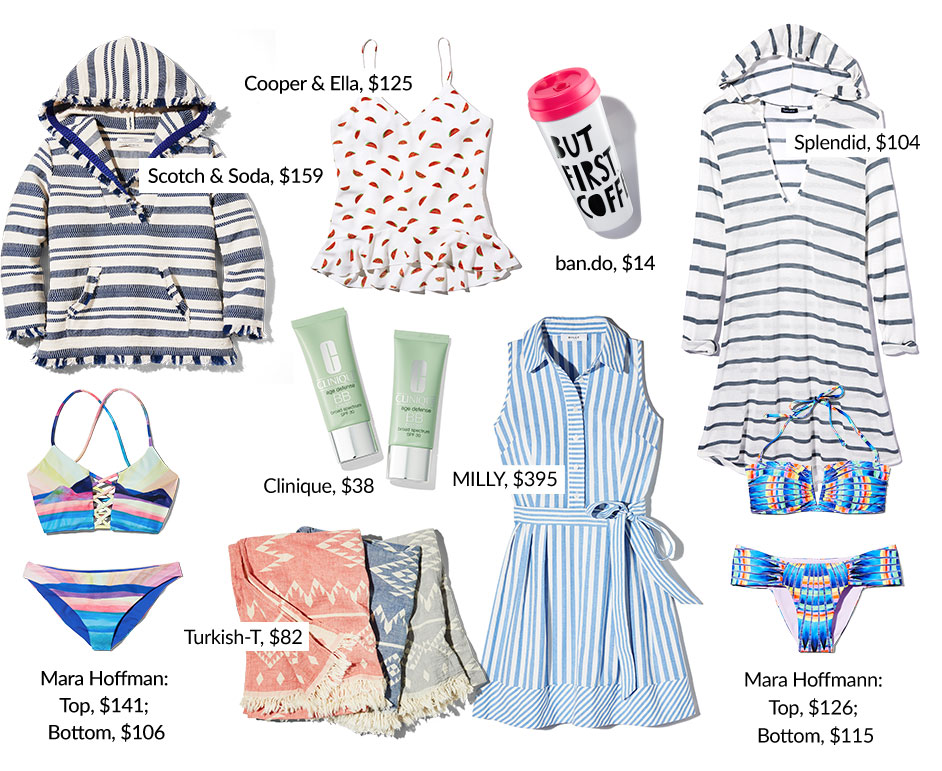 Cooper & Ella, $125
Scotch & Soda, $159
BUT
FIRST,
COFF
ban.do, $14
Splendid, $104
CLINIQUE
age defense
BB
broad spectrum
SPF 30
CLINIQUE
age defense
BB
broad spectrum
SPF 30
Clinique, $38
MILLY
MILLY, $395
Turkish-T, $82
Mara Hoffman:
Top, $141;
Bottom, $106
Mara Hoffmann:
Top, $126;
Bottom, $115